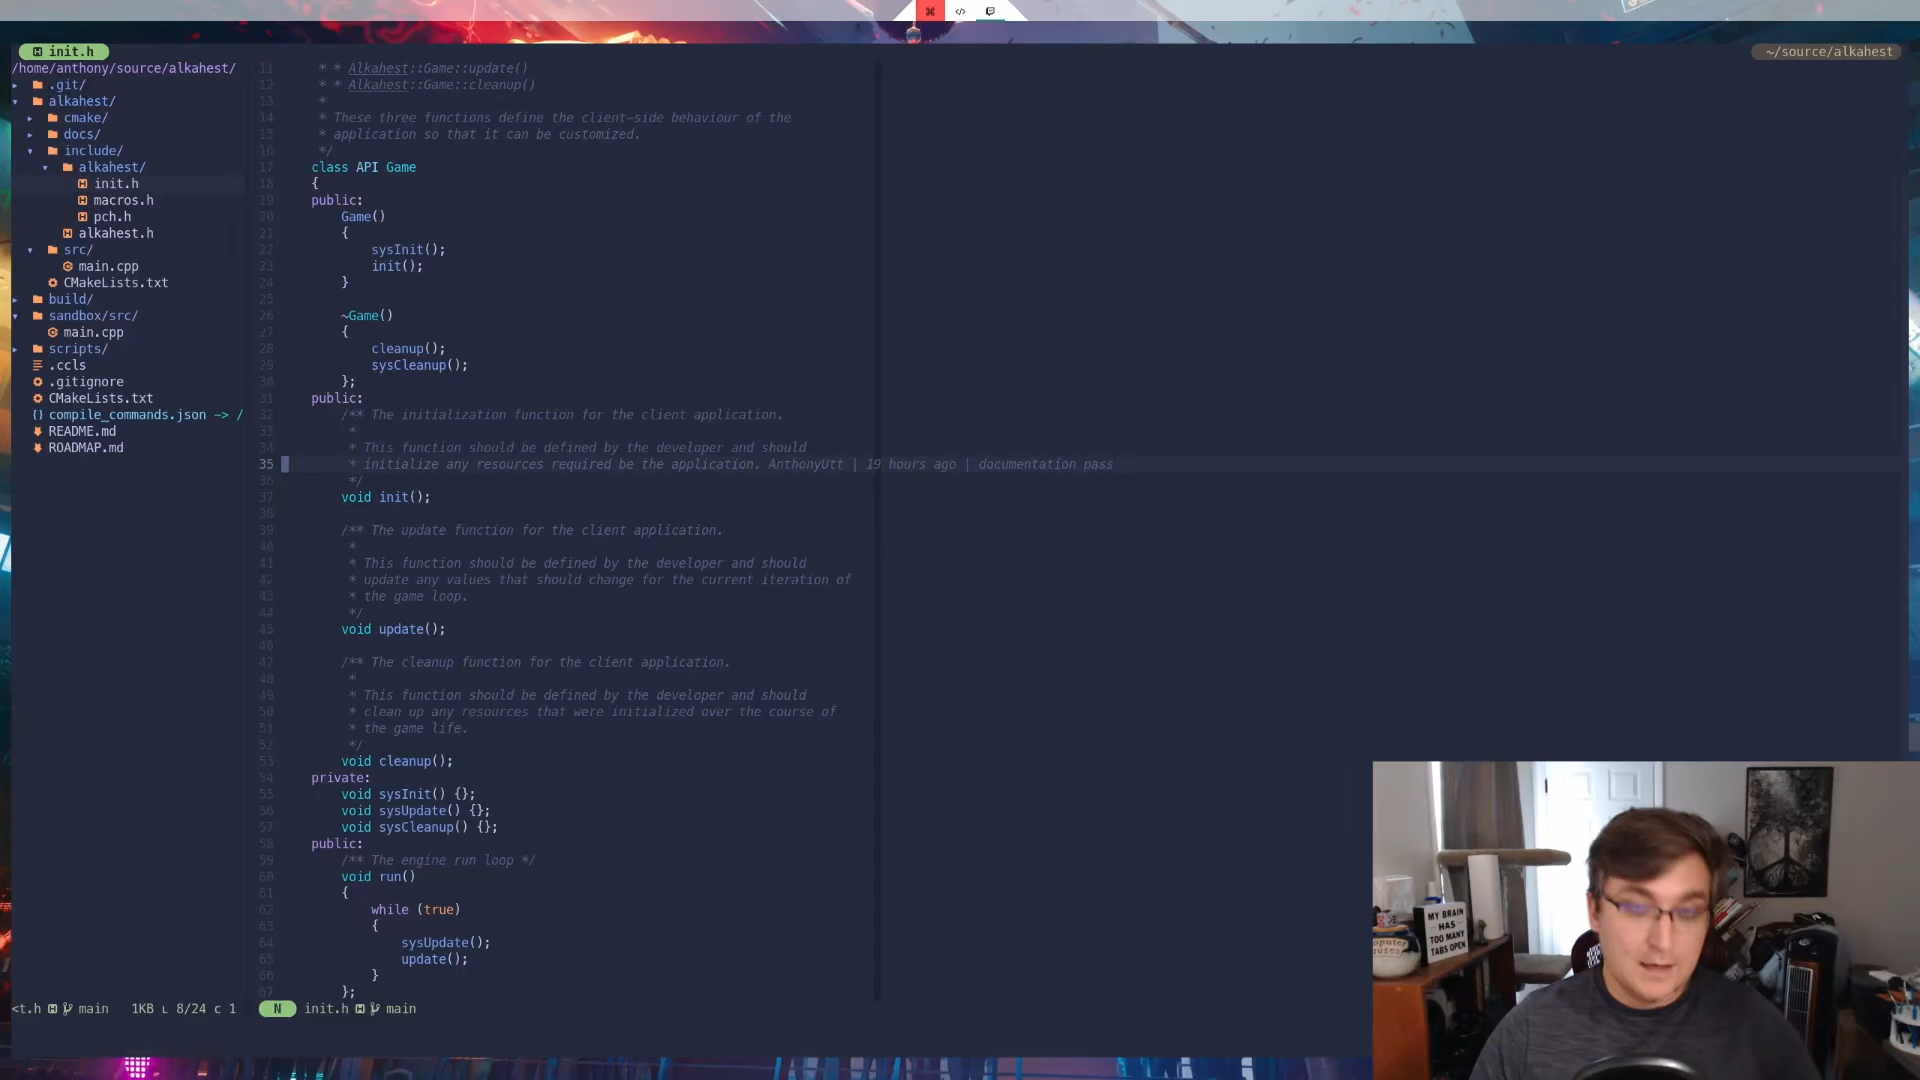 init.h
~/source/alkahest
/home/anthony/source/alkahest/
.git/
alkahest/
cmake/
docs/
include/
alkahest/
init.h
macros.h
pch.h
alkahest.h
src/
main.cpp
CMakeLists.txt
build/
sandbox/src/
main.cpp
scripts/
.ccls
.gitignore
CMakeLists.txt
{} compile_commands.json -> /
README.md
ROADMAP.md
11 * * Alkahest::Game::update()
12 * * Alkahest::Game::cleanup()
13 *
14 * These three functions define the client-side behaviour of the
15 * application so that it can be customized.
16 */
17 class API Game
18 {
19 public:
20 Game()
21 {
22 sysInit();
23 init();
24 }
25
26 ~Game()
27 {
28 cleanup();
29 sysCleanup();
30 };
31 public:
32 /** The initialization function for the client application.
33 *
34 * This function should be defined by the developer and should
35 * initialize any resources required be the application. AnthonyUtt | 19 hours ago | documentation pass
36 */
37 void init();
38
39 /** The update function for the client application.
40 *
41 * This function should be defined by the developer and should
42 * update any values that should change for the current iteration of
43 * the game loop.
44 */
45 void update();
46
47 /** The cleanup function for the client application.
48 *
49 * This function should be defined by the developer and should
50 * clean up any resources that were initialized over the course of
51 * the game life.
52 */
53 void cleanup();
54 private:
55 void sysInit() {};
56 void sysUpdate() {};
57 void sysCleanup() {};
58 public:
59 /** The engine run loop */
60 void run()
61 {
62 while (true)
63 {
64 sysUpdate();
65 update();
66 }
67 };
<t.h main 1KB L 8/24 c 1
N init.h main
MY BRAIN
HAS
TOO MANY
TABS OPEN